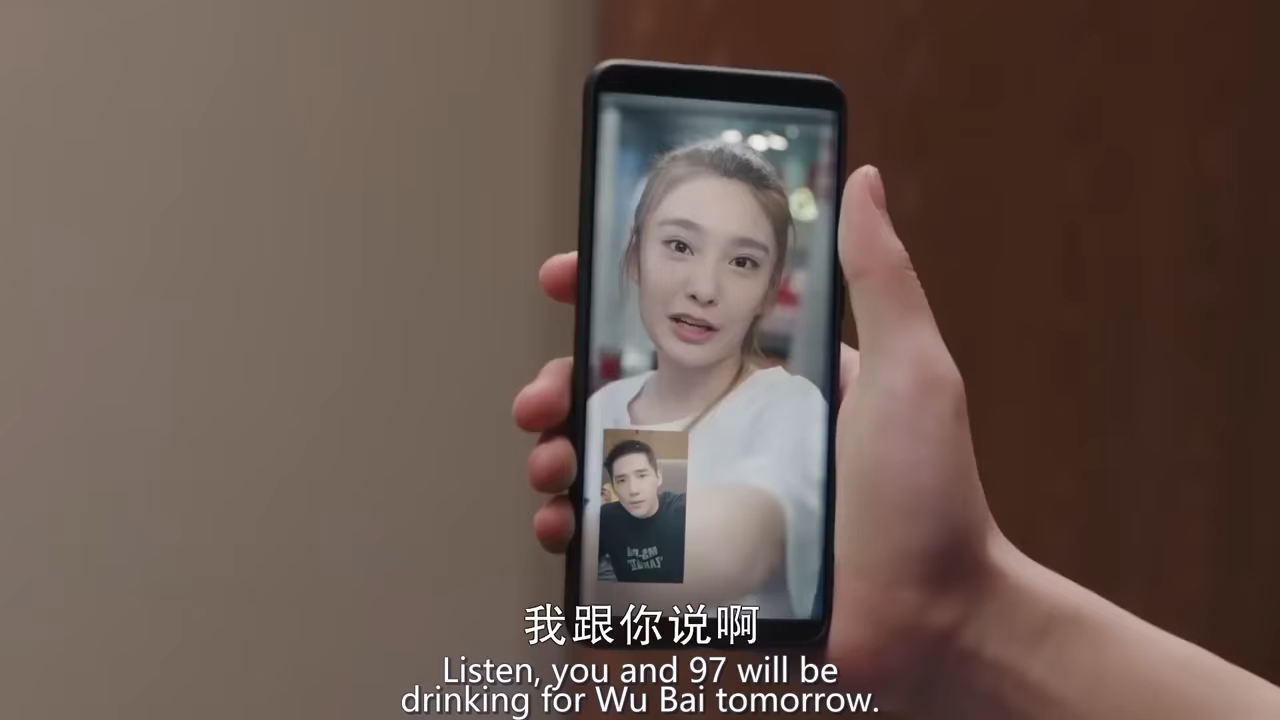 我跟你说啊
Listen, you and 97 will be
drinking for Wu Bai tomorrow.